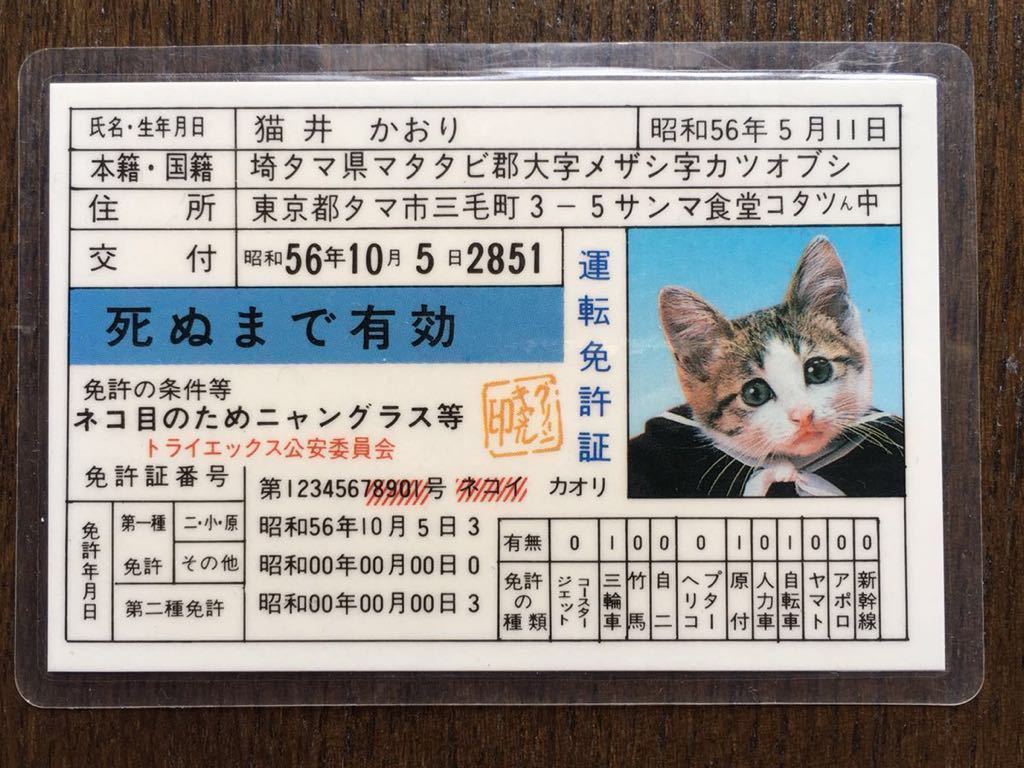 氏名・生年月日 猫井 かおり 昭和56年5月11日
本籍・国籍 埼タマ県マタタビ郡大字メザシ字カツオブシ
住所 東京都タマ市三毛町3-5サンマ食堂コタツん中
交付 昭和56年10月5日2851
運転免許証
死ぬまで有効
免許の条件等
ネコ目のためニャングラス等
トライエックス公安委員会
グリーンキャラ印
免許証番号 第12345678901号 ネコイ カオリ
免許年月日
第一種免許 二・小・原 昭和56年10月5日3
その他 昭和00年00月00日0
第二種免許 昭和00年00月00日3
有無 0 1 0 0 0 1 0 1 0 0 0
免許の種類 ジェットコースター 三輪車 竹馬 自二 ヘリコプター 原付 人力車 自転車 ヤマト アポロ 新幹線